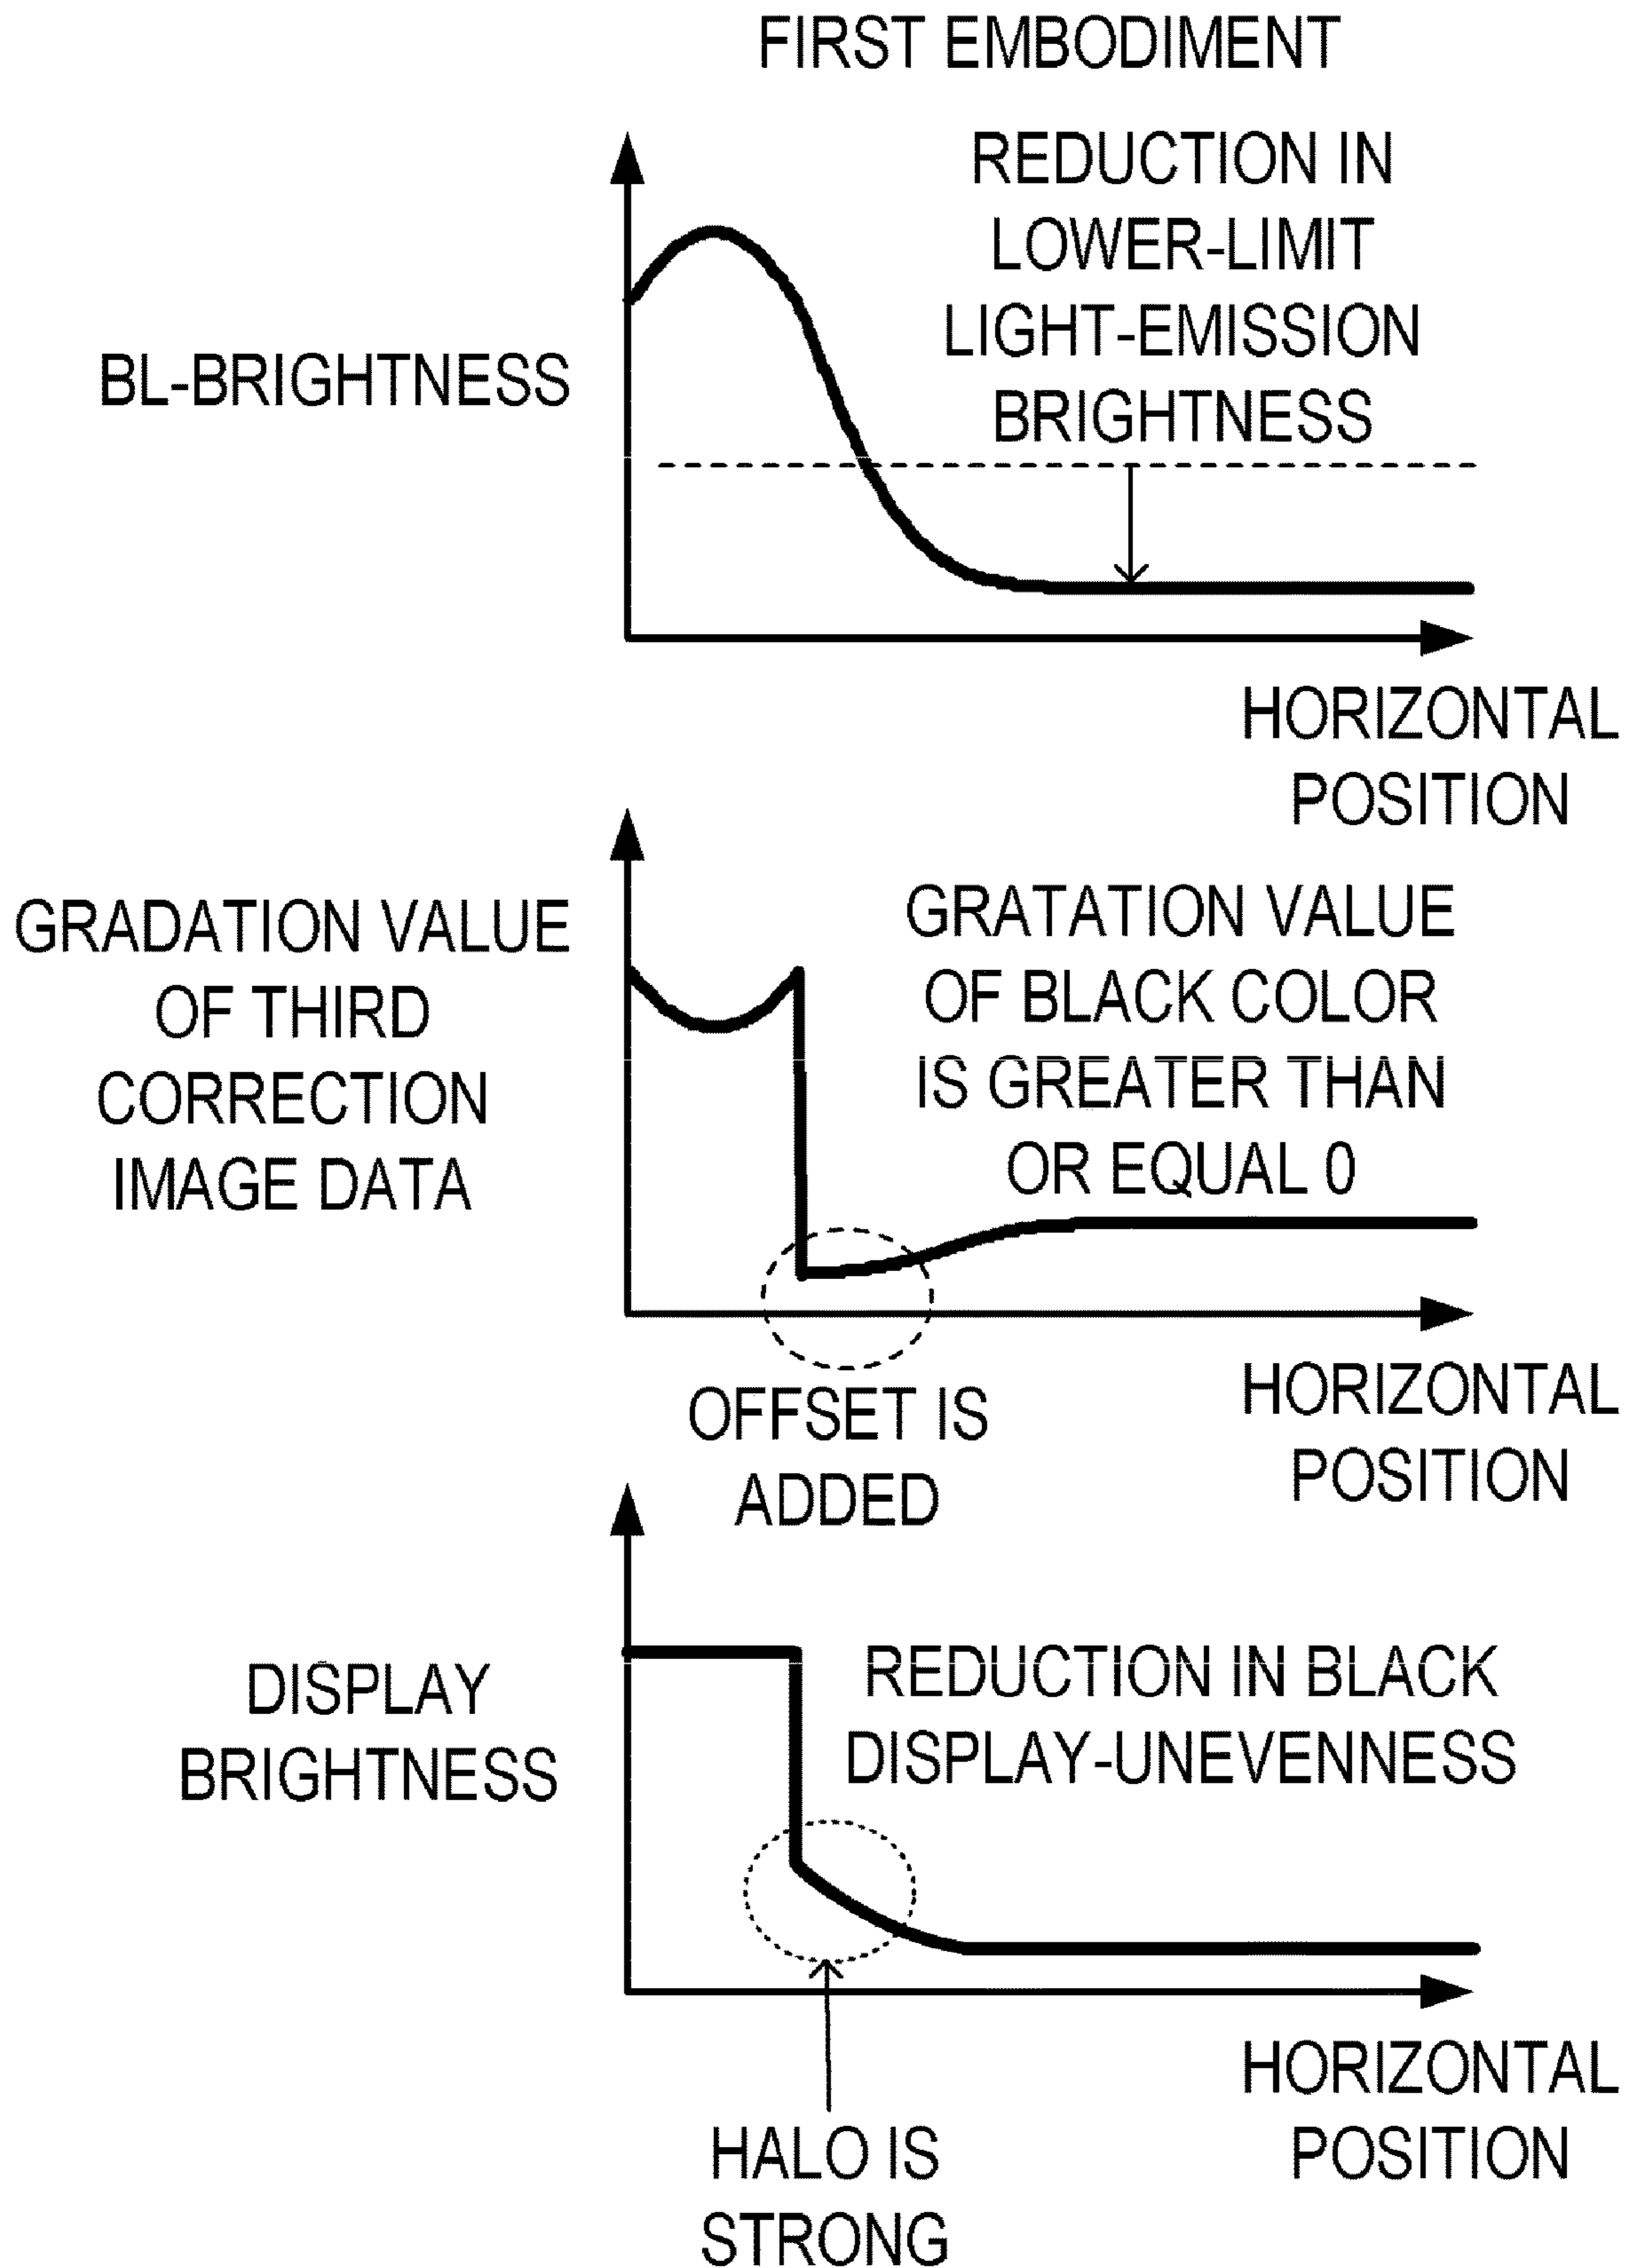 FIRST EMBODIMENT
REDUCTION IN
LOWER-LIMIT
LIGHT-EMISSION
BRIGHTNESS
BL-BRIGHTNESS
HORIZONTAL
POSITION
GRADATION VALUE
OF THIRD
CORRECTION
IMAGE DATA
GRATATION VALUE
OF BLACK COLOR
IS GREATER THAN
OR EQUAL 0
OFFSET IS
ADDED
HORIZONTAL
POSITION
DISPLAY
BRIGHTNESS
REDUCTION IN BLACK
DISPLAY-UNEVENNESS
HALO IS
STRONG
HORIZONTAL
POSITION